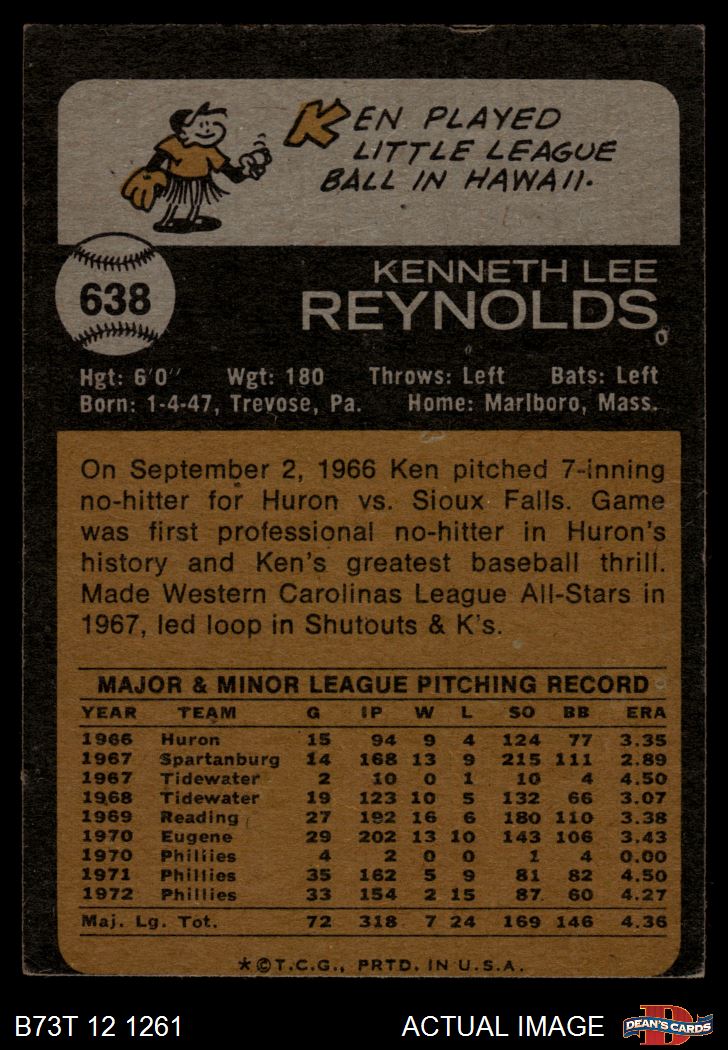 KEN PLAYED
LITTLE LEAGUE
BALL IN HAWAII.
638
KENNETH LEE
REYNOLDS
Hgt: 6'0" Wgt: 180 Throws: Left Bats: Left
Born: 1-4-47, Trevose, Pa. Home: Marlboro, Mass.
On September 2, 1966 Ken pitched 7-inning
no-hitter for Huron vs. Sioux Falls. Game
was first professional no-hitter in Huron's
history and Ken's greatest baseball thrill.
Made Western Carolinas League All-Stars in
1967, led loop in Shutouts & K's.
MAJOR & MINOR LEAGUE PITCHING RECORD
YEAR TEAM G IP W L SO BB ERA
1966 Huron 15 94 9 4 124 77 3.35
1967 Spartanburg 14 168 13 9 215 111 2.89
1967 Tidewater 2 10 0 1 10 4 4.50
1968 Tidewater 19 123 10 5 132 66 3.07
1969 Reading 27 192 16 6 180 110 3.38
1970 Eugene 29 202 13 10 143 106 3.43
1970 Phillies 4 2 0 0 1 4 0.00
1971 Phillies 35 162 5 9 81 82 4.50
1972 Phillies 33 154 2 15 87 60 4.27
Maj. Lg. Tot. 72 318 7 24 169 146 4.36
*©T.C.G., PRTD. IN U.S.A.
B73T 12 1261 ACTUAL IMAGE D DEAN'S CARDS